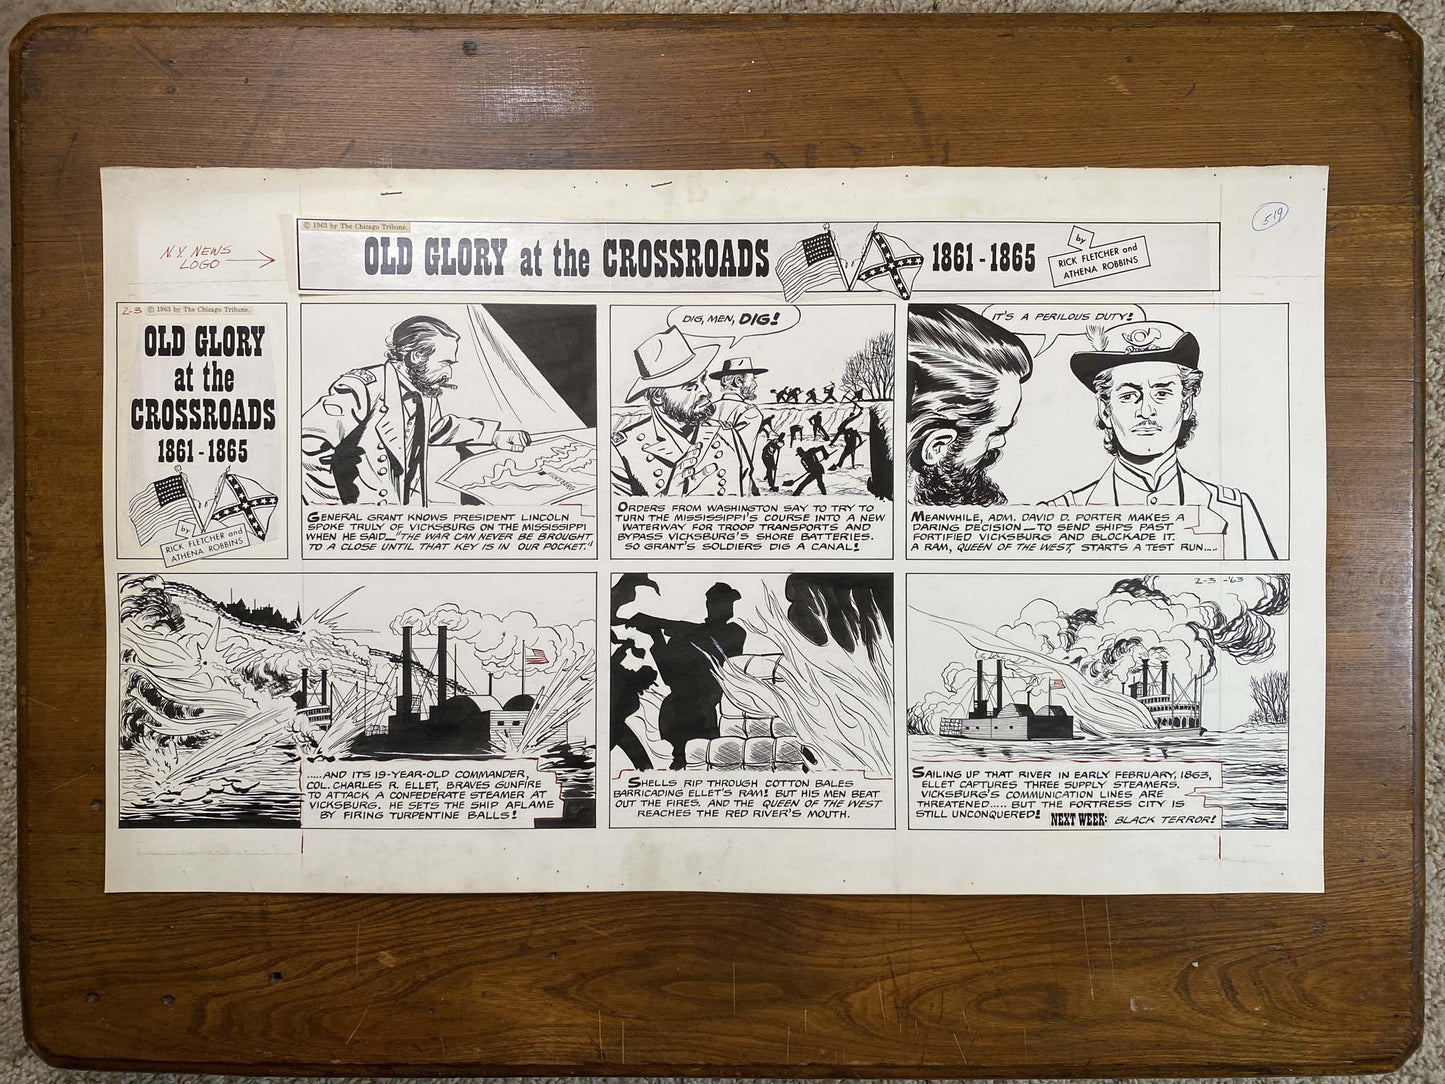 N.Y. NEWS
LOGO
© 1963 by The Chicago Tribune.
OLD GLORY at the CROSSROADS 1861 - 1865
by
RICK FLETCHER and
ATHENA ROBBINS
519
2-3 © 1963 by The Chicago Tribune.
OLD GLORY
at the
CROSSROADS
1861 - 1865
by
RICK FLETCHER and
ATHENA ROBBINS
GENERAL GRANT KNOWS PRESIDENT LINCOLN
SPOKE TRULY OF VICKSBURG ON THE MISSISSIPPI
WHEN HE SAID_"THE WAR CAN NEVER BE BROUGHT
TO A CLOSE UNTIL THAT KEY IS IN OUR POCKET."
DIG, MEN, DIG!
ORDERS FROM WASHINGTON SAY TO TRY TO
TURN THE MISSISSIPPI'S COURSE INTO A NEW
WATERWAY FOR TROOP TRANSPORTS AND
BYPASS VICKSBURG'S SHORE BATTERIES.
SO GRANT'S SOLDIERS DIG A CANAL!
IT'S A PERILOUS DUTY!
MEANWHILE, ADM. DAVID D. PORTER MAKES A
DARING DECISION_TO SEND SHIPS PAST
FORTIFIED VICKSBURG AND BLOCKADE IT.
A RAM, QUEEN OF THE WEST, STARTS A TEST RUN....
.....AND ITS 19-YEAR-OLD COMMANDER,
COL. CHARLES R. ELLET, BRAVES GUNFIRE
TO ATTACK A CONFEDERATE STEAMER AT
VICKSBURG. HE SETS THE SHIP AFLAME
BY FIRING TURPENTINE BALLS!
SHELLS RIP THROUGH COTTON BALES
BARRICADING ELLET'S RAM! BUT HIS MEN BEAT
OUT THE FIRES. AND THE QUEEN OF THE WEST
REACHES THE RED RIVER'S MOUTH.
2-3-'63
SAILING UP THAT RIVER IN EARLY FEBRUARY, 1863,
ELLET CAPTURES THREE SUPPLY STEAMERS.
VICKSBURG'S COMMUNICATION LINES ARE
THREATENED..... BUT THE FORTRESS CITY IS
STILL UNCONQUERED! NEXT WEEK: BLACK TERROR!